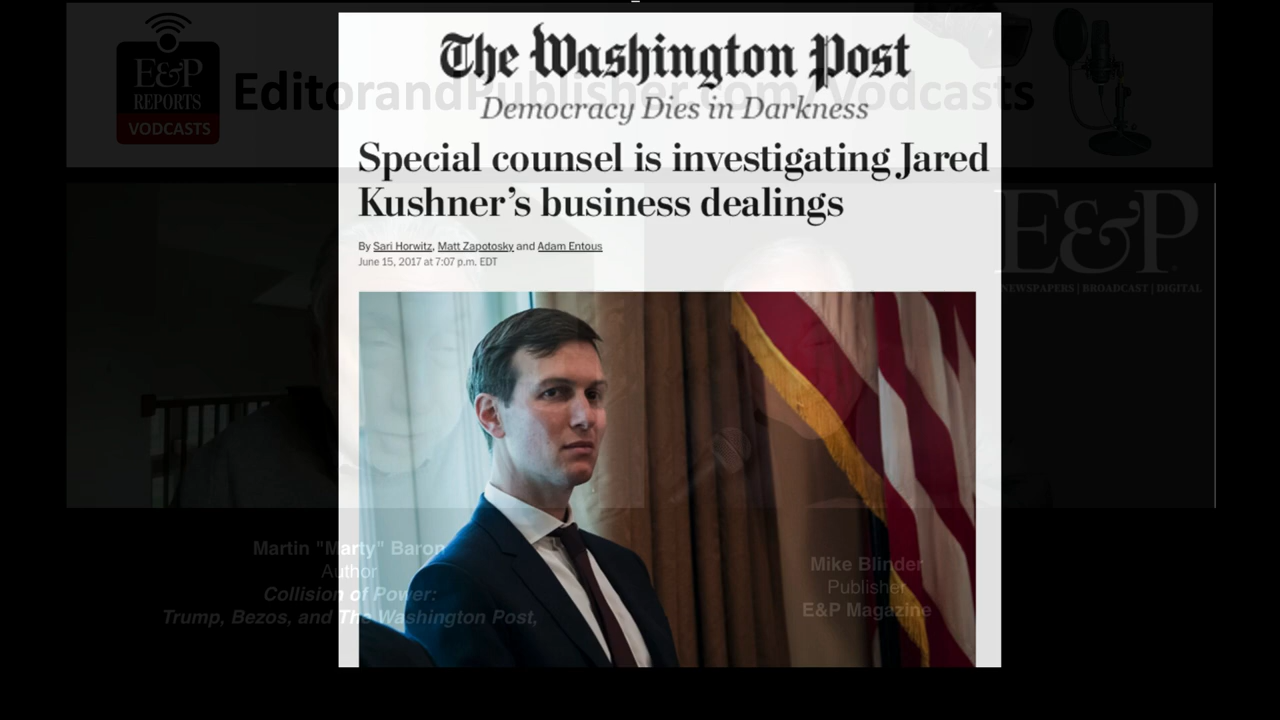 E&P
REPORTS
VODCASTS
EditorandPublisher.com/Vodcasts
The Washington Post
Democracy Dies in Darkness
Special counsel is investigating Jared
Kushner’s business dealings
By Sari Horwitz, Matt Zapotosky and Adam Entous
June 15, 2017 at 7:07 p.m. EDT
E&P
NEWSPAPERS | BROADCAST | DIGITAL
Martin "Marty" Baron
Author
Collision of Power:
Trump, Bezos, and The Washington Post,
Mike Blinder
Publisher
E&P Magazine